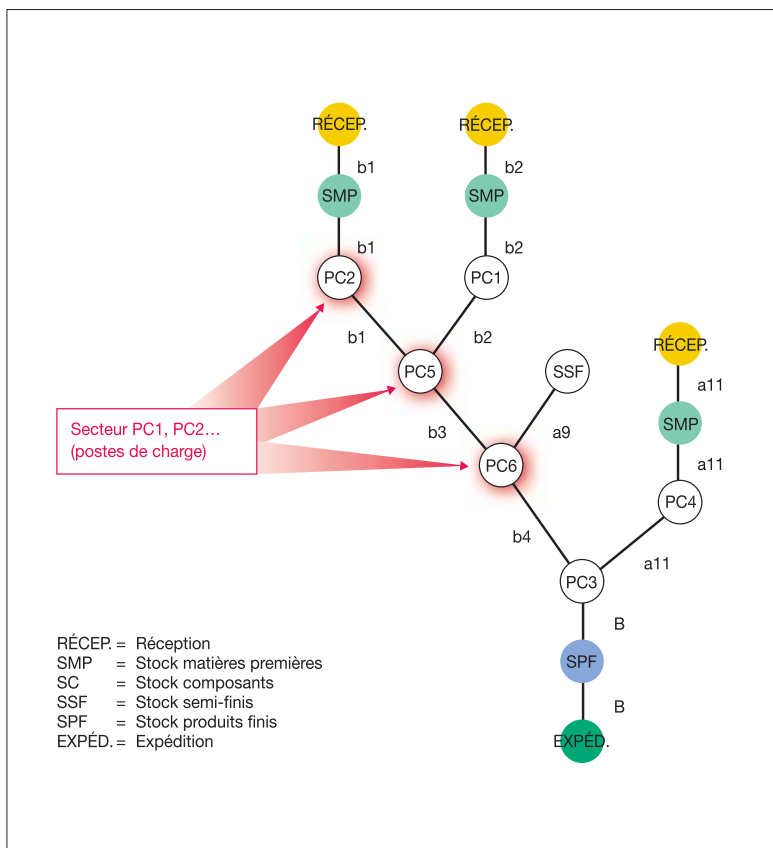 RÉCEP. RÉCEP.
b1 b2
SMP SMP
b1 b2
PC2 PC1
b1 b2
RÉCEP.
PC5 SSF
a11
SMP
Secteur PC1, PC2...
(postes de charge)
b3 a9
PC6
a11
PC4
b4
a11
PC3
B
RÉCEP. = Réception
SMP = Stock matières premières
SC = Stock composants
SSF = Stock semi-finis
SPF = Stock produits finis
EXPÉD. = Expédition
SPF
B
EXPÉD.